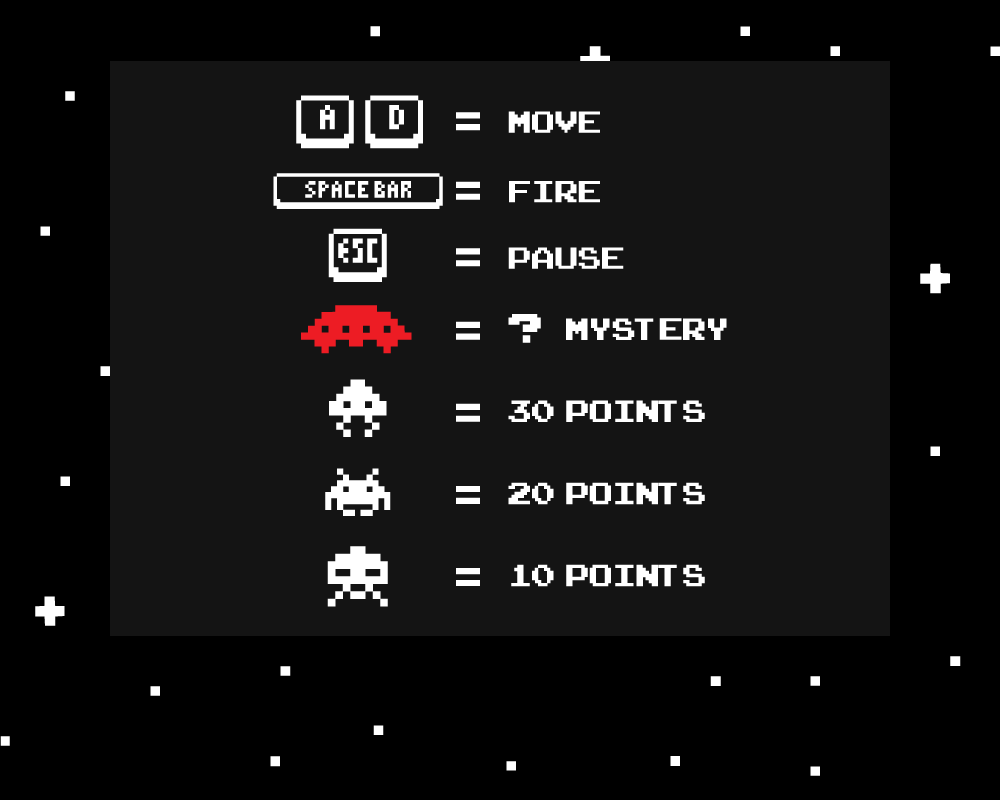 A D = MOVE
SPACE BAR = FIRE
ESC = PAUSE
= ? MYSTERY
= 30 POINTS
= 20 POINTS
= 10 POINTS